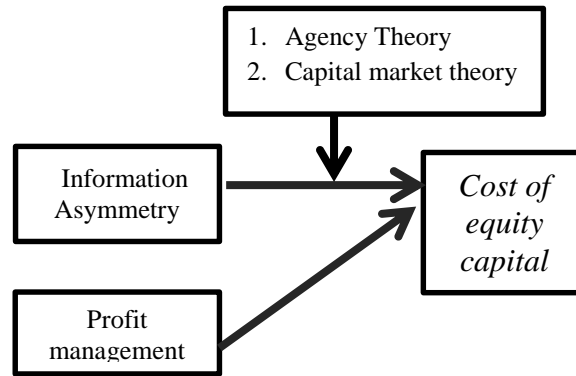 1. Agency Theory
2. Capital market theory
Information
Asymmetry
Cost of
equity
capital
Profit
management